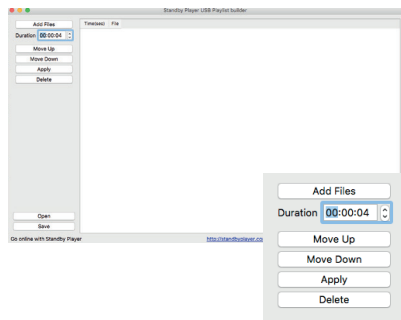 Standby Player USB Playlist builder
Add Files
Duration 00:00:04
Move Up
Move Down
Apply
Delete
Time(secs) File
Open
Save
Go online with Standby Player http://standbyplayer.co
Add Files
Duration 00:00:04
Move Up
Move Down
Apply
Delete